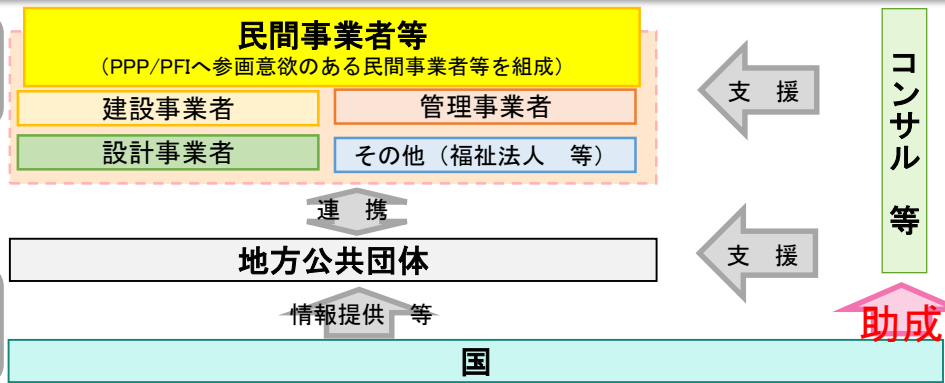 民間事業者等
（PPP/PFIへ参画意欲のある民間事業者等を組成）
建設事業者
管理事業者
設計事業者
その他（福祉法人　等）
連　携
地方公共団体
情報提供　等
国
支　援
支　援
コンサル　等
助成